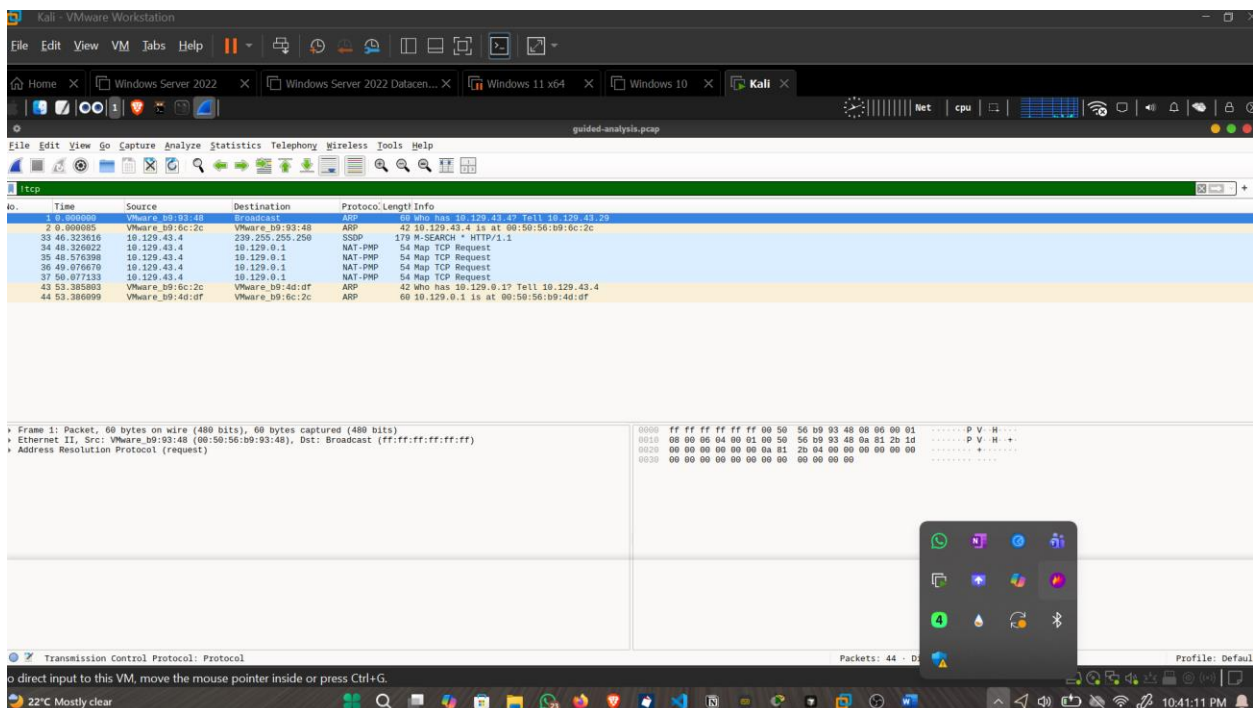 Kali - VMware Workstation
File Edit View VM Tabs Help
Home Windows Server 2022 Windows Server 2022 Datacen... Windows 11 x64 Windows 10 Kali
1 Net cpu
guided-analysis.pcap
File Edit View Go Capture Analyze Statistics Telephony Wireless Tools Help
!tcp
No. Time Source Destination Protocol Length Info
1 0.000000 VMware_b9:93:48 Broadcast ARP 60 Who has 10.129.43.4? Tell 10.129.43.29
2 0.000085 VMware_b9:6c:2c VMware_b9:93:48 ARP 42 10.129.43.4 is at 00:50:56:b9:6c:2c
33 46.323616 10.129.43.4 239.255.255.250 SSDP 179 M-SEARCH * HTTP/1.1
34 48.326022 10.129.43.4 10.129.0.1 NAT-PMP 54 Map TCP Request
35 48.576398 10.129.43.4 10.129.0.1 NAT-PMP 54 Map TCP Request
36 49.076670 10.129.43.4 10.129.0.1 NAT-PMP 54 Map TCP Request
37 50.077133 10.129.43.4 10.129.0.1 NAT-PMP 54 Map TCP Request
43 53.385803 VMware_b9:6c:2c VMware_b9:4d:df ARP 42 Who has 10.129.0.1? Tell 10.129.43.4
44 53.386099 VMware_b9:4d:df VMware_b9:6c:2c ARP 60 10.129.0.1 is at 00:50:56:b9:4d:df
Frame 1: Packet, 60 bytes on wire (480 bits), 60 bytes captured (480 bits)
Ethernet II, Src: VMware_b9:93:48 (00:50:56:b9:93:48), Dst: Broadcast (ff:ff:ff:ff:ff:ff)
Address Resolution Protocol (request)
0000 ff ff ff ff ff ff 00 50 56 b9 93 48 08 06 00 01 ·······P V··H····
0010 08 00 06 04 00 01 00 50 56 b9 93 48 0a 81 2b 1d ·······P V··H··+·
0020 00 00 00 00 00 00 0a 81 2b 04 00 00 00 00 00 00 ········ +·······
0030 00 00 00 00 00 00 00 00 00 00 00 00 ········ ····
4
Transmission Control Protocol: Protocol Packets: 44 · Di Profile: Defaul
o direct input to this VM, move the mouse pointer inside or press Ctrl+G.
22°C Mostly clear 10:41:11 PM